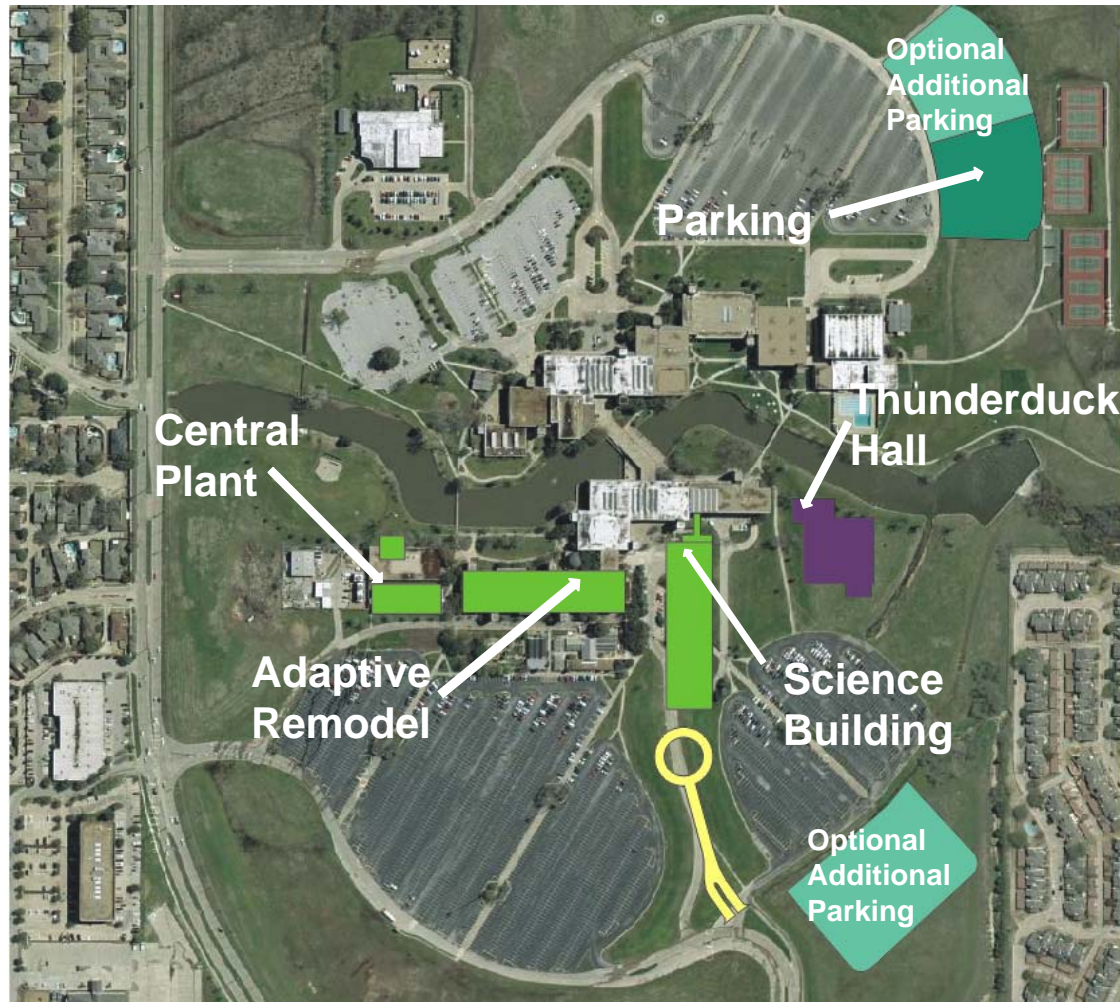 Optional
Additional
Parking
Parking
Thunderduck
Hall
Central
Plant
Adaptive
Remodel
Science
Building
Optional
Additional
Parking